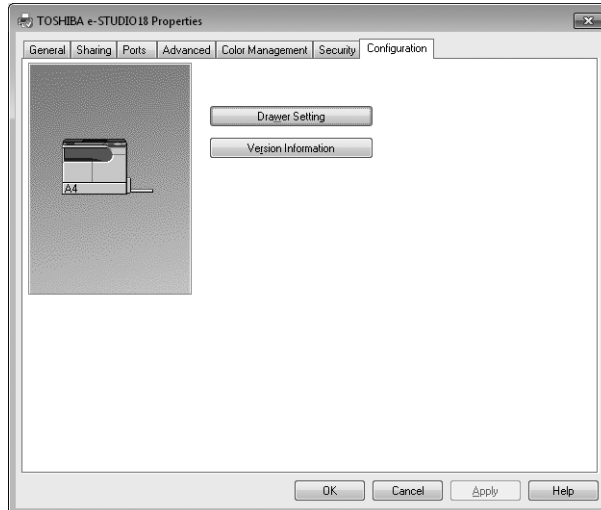 TOSHIBA e-STUDIO18 Properties
General Sharing Ports Advanced Color Management Security Configuration
Drawer Setting
Version Information
A4
OK Cancel Apply Help